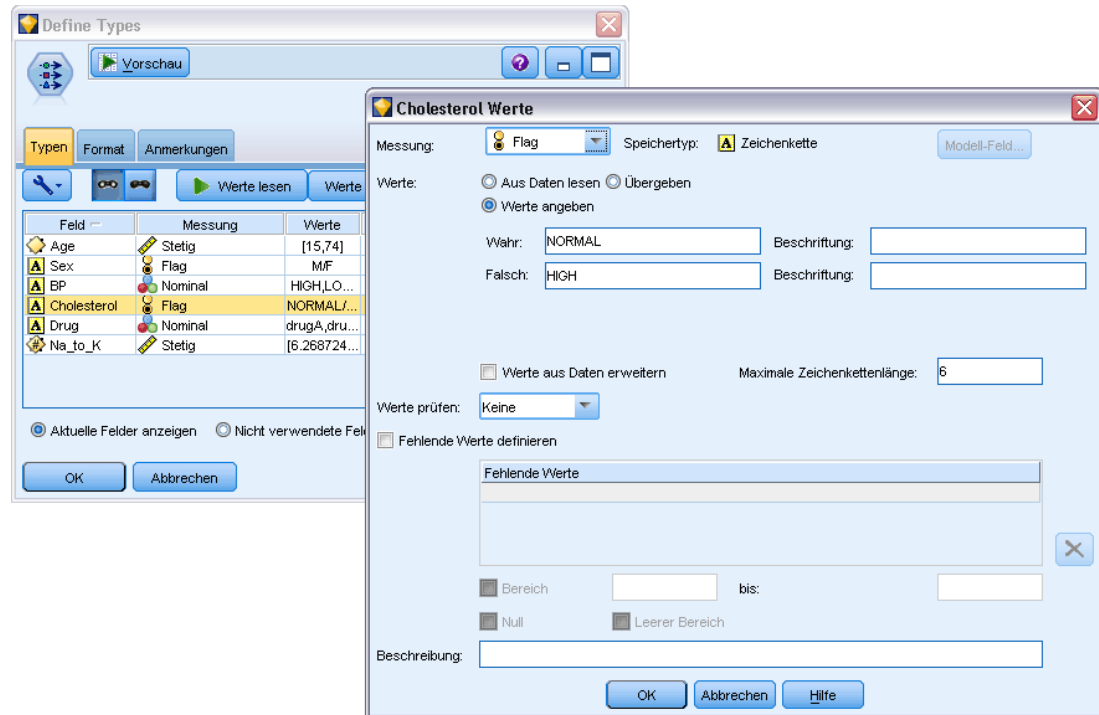 Define Types
Vorschau
Typen Format Anmerkungen
Werte lesen Werte
Feld Messung Werte
Age Stetig [15,74]
A Sex Flag M/F
A BP Nominal HIGH,LO...
A Cholesterol Flag NORMAL/...
A Drug Nominal drugA,dru...
# Na_to_K Stetig [6.268724...
Aktuelle Felder anzeigen Nicht verwendete Fel
OK Abbrechen
Cholesterol Werte
Messung: Flag Speichertyp: A Zeichenkette Modell-Feld...
Werte: Aus Daten lesen Übergeben
Werte angeben
Wahr: NORMAL Beschriftung:
Falsch: HIGH Beschriftung:
Werte aus Daten erweitern Maximale Zeichenkettenlänge: 6
Werte prüfen: Keine
Fehlende Werte definieren
Fehlende Werte
Bereich bis:
Null Leerer Bereich
Beschreibung:
OK Abbrechen Hilfe